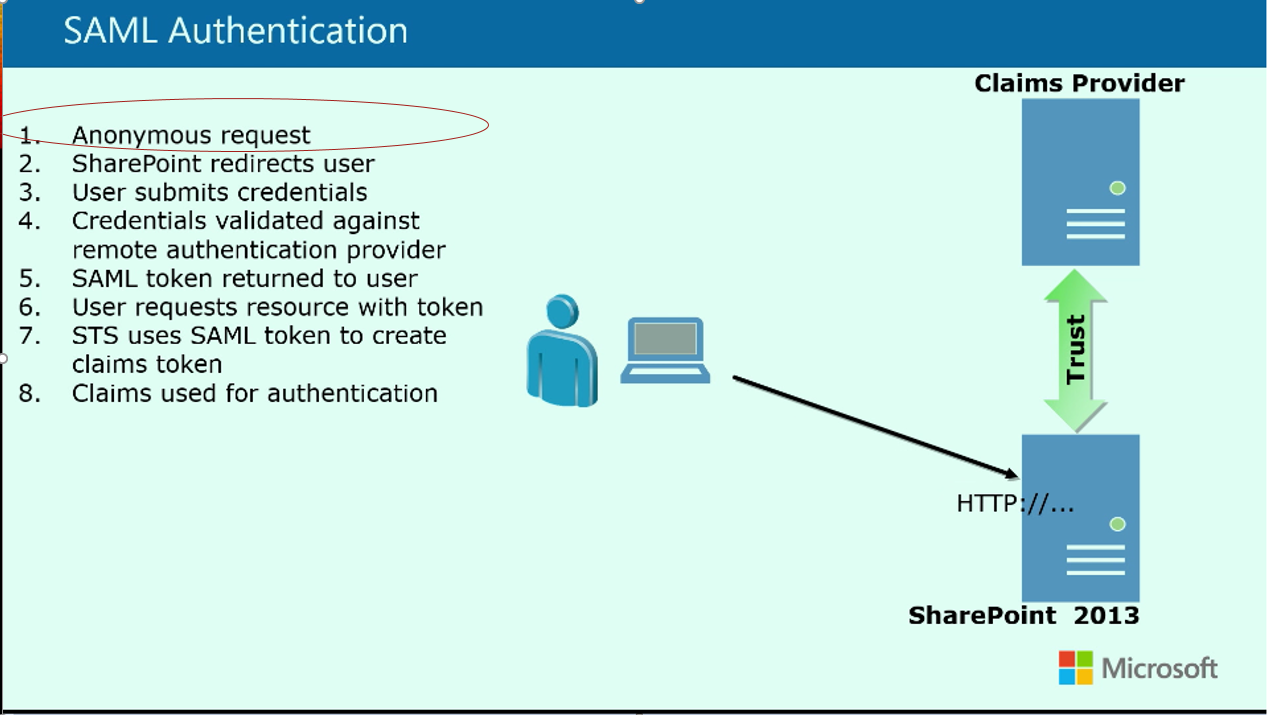 SAML Authentication
Claims Provider
1. Anonymous request
2. SharePoint redirects user
3. User submits credentials
4. Credentials validated against
remote authentication provider
5. SAML token returned to user
6. User requests resource with token
7. STS uses SAML token to create
claims token
8. Claims used for authentication
Trust
HTTP://...
SharePoint 2013
Microsoft